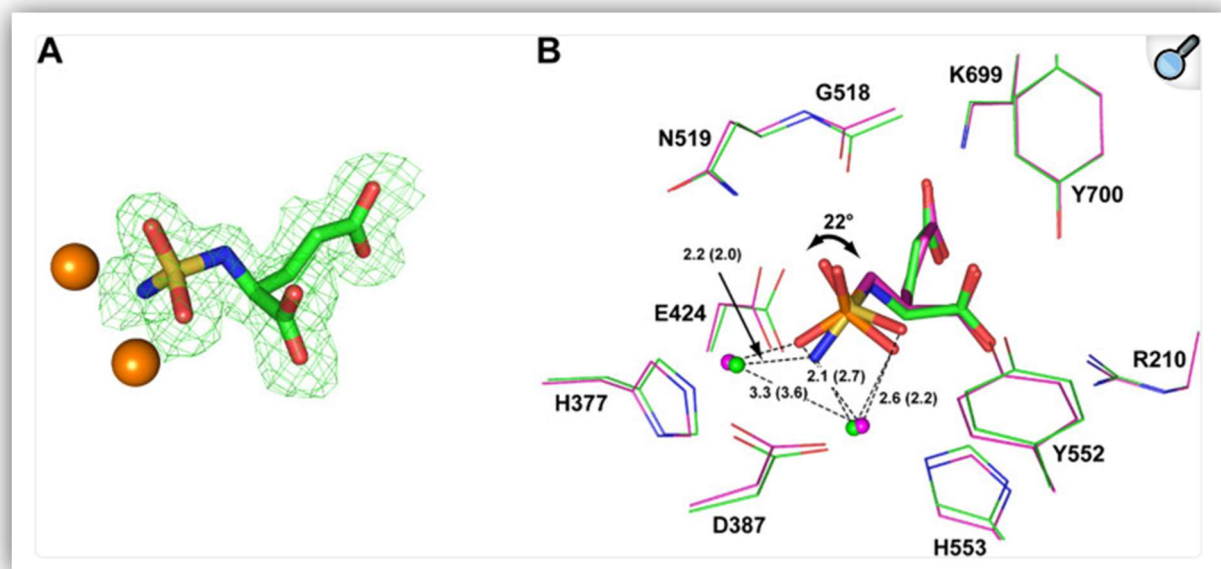 A
B
K699
G518
N519
Y700
22°
2.2 (2.0)
E424
R210
2.1 (2.7)
3.3 (3.6)
2.6 (2.2)
H377
Y552
D387
H553